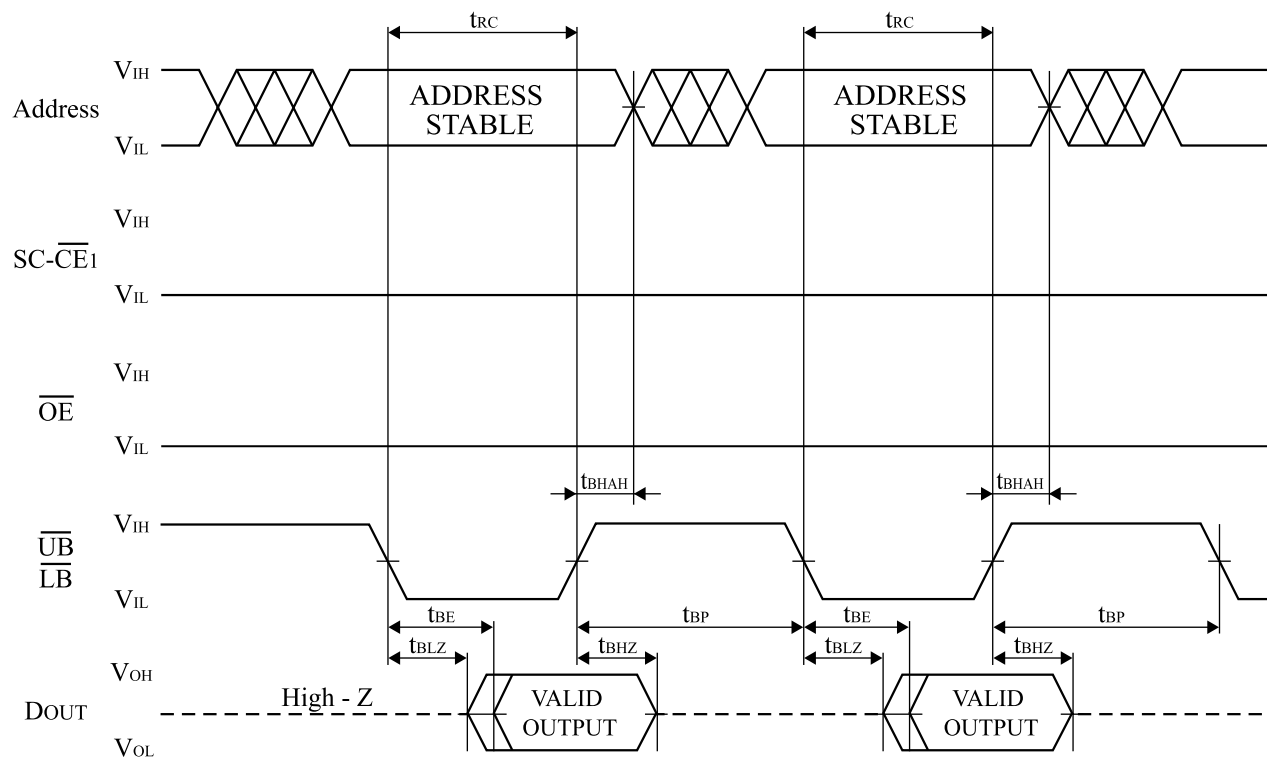 tRC tRC
VIH
Address
VIL
ADDRESS
STABLE
ADDRESS
STABLE
VIH
SC-CE1
VIL
VIH
OE
VIL
tBHAH tBHAH
VIH
UB
LB
VIL
tBE tBP tBE tBP
tBLZ tBHZ tBLZ tBHZ
VOH
High - Z
DOUT
VOL
VALID
OUTPUT
VALID
OUTPUT